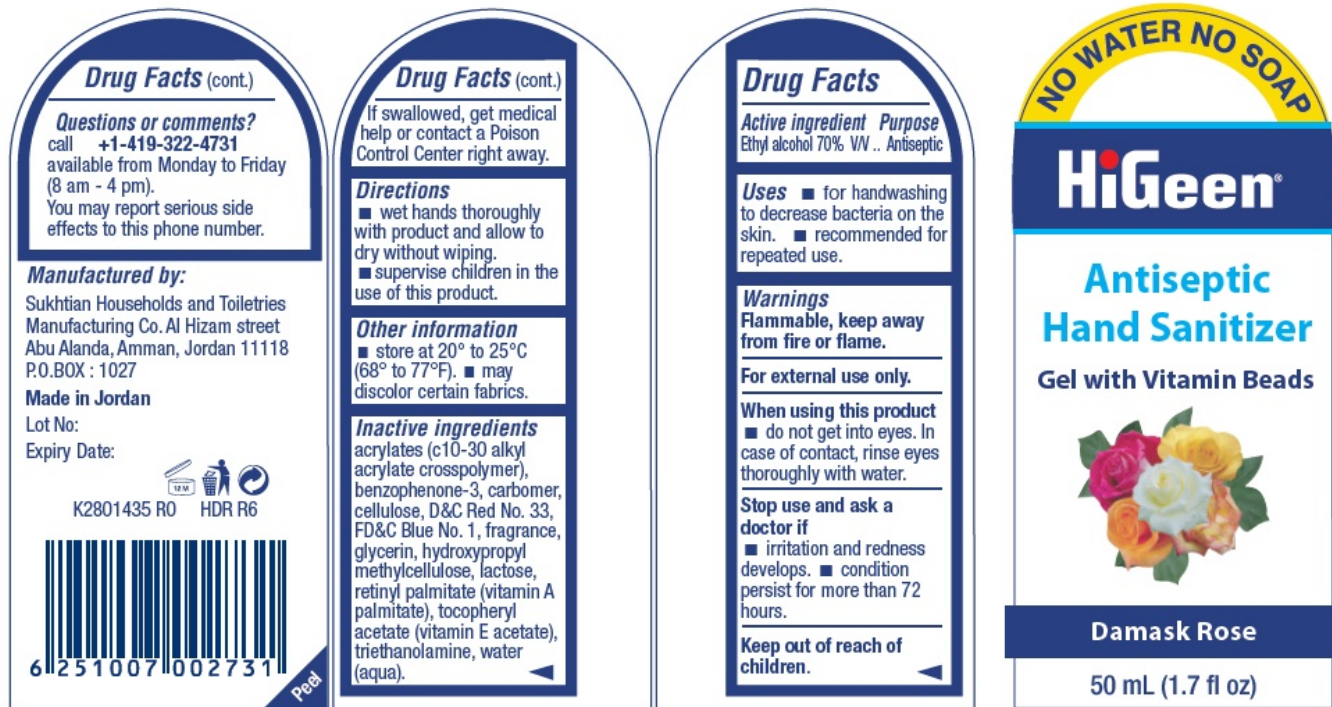 Drug Facts (cont.)
Questions or comments?
call +1-419-322-4731
available from Monday to Friday
(8 am - 4 pm).
You may report serious side
effects to this phone number.
Manufactured by:
Sukhtian Households and Toiletries
Manufacturing Co. Al Hizam street
Abu Alanda, Amman, Jordan 11118
P.O.BOX : 1027
Made in Jordan
Lot No:
Expiry Date:
12 M
K2801435 R0 HDR R6
6 251007 002731
Peel
Drug Facts (cont.)
If swallowed, get medical
help or contact a Poison
Control Center right away.
Directions
■ wet hands thoroughly
with product and allow to
dry without wiping.
■ supervise children in the
use of this product.
Other information
■ store at 20° to 25°C
(68° to 77°F). ■ may
discolor certain fabrics.
Inactive ingredients
acrylates (c10-30 alkyl
acrylate crosspolymer),
benzophenone-3, carbomer,
cellulose, D&C Red No. 33,
FD&C Blue No. 1, fragrance,
glycerin, hydroxypropyl
methylcellulose, lactose,
retinyl palmitate (vitamin A
palmitate), tocopheryl
acetate (vitamin E acetate),
triethanolamine, water
(aqua).
Drug Facts
Active ingredient Purpose
Ethyl alcohol 70% V/V .. Antiseptic
Uses ■ for handwashing
to decrease bacteria on the
skin. ■ recommended for
repeated use.
Warnings
Flammable, keep away
from fire or flame.
For external use only.
When using this product
■ do not get into eyes. In
case of contact, rinse eyes
thoroughly with water.
Stop use and ask a
doctor if
■ irritation and redness
develops. ■ condition
persist for more than 72
hours.
Keep out of reach of
children.
NO WATER NO SOAP
HiGeen®
Antiseptic
Hand Sanitizer
Gel with Vitamin Beads
Damask Rose
50 mL (1.7 fl oz)